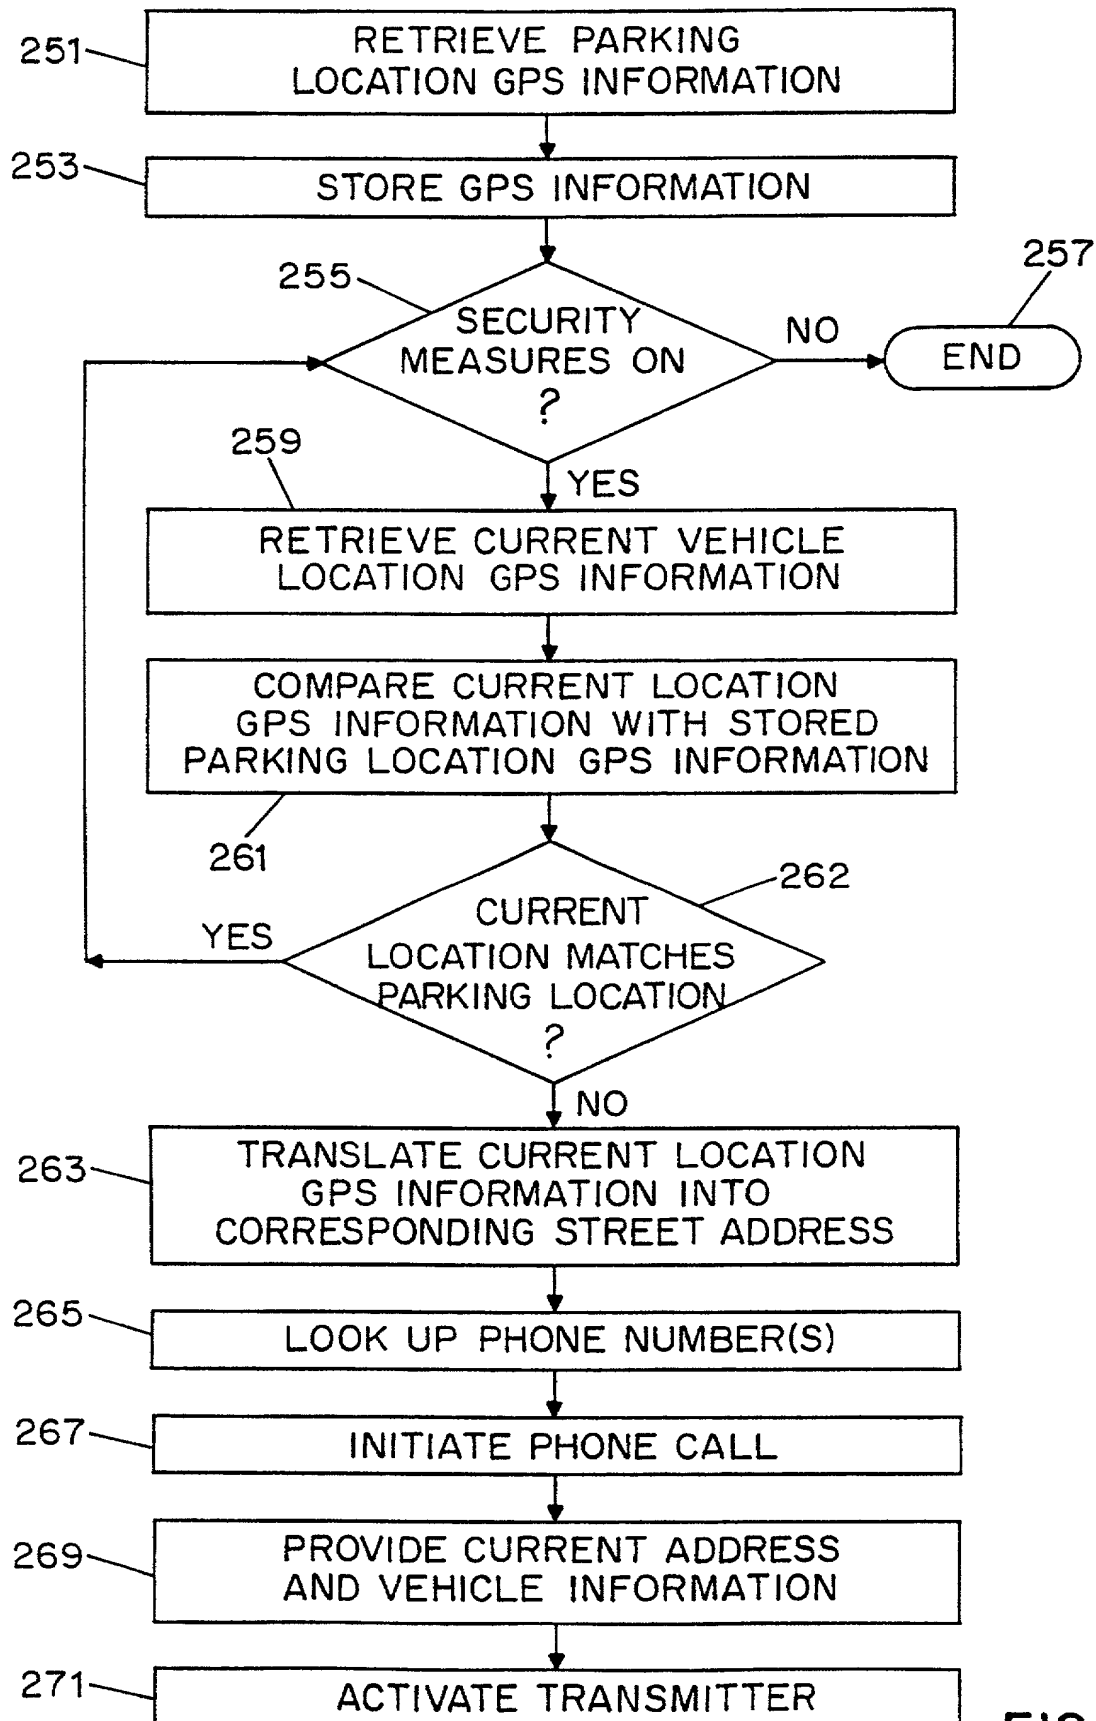 251
RETRIEVE PARKING
LOCATION GPS INFORMATION
253
STORE GPS INFORMATION
255
SECURITY
MEASURES ON
?
NO
257
END
YES
259
RETRIEVE CURRENT VEHICLE
LOCATION GPS INFORMATION
COMPARE CURRENT LOCATION
GPS INFORMATION WITH STORED
PARKING LOCATION GPS INFORMATION
261
262
CURRENT
LOCATION MATCHES
PARKING LOCATION
?
YES
NO
263
TRANSLATE CURRENT LOCATION
GPS INFORMATION INTO
CORRESPONDING STREET ADDRESS
265
LOOK UP PHONE NUMBER(S)
267
INITIATE PHONE CALL
269
PROVIDE CURRENT ADDRESS
AND VEHICLE INFORMATION
271
ACTIVATE TRANSMITTER